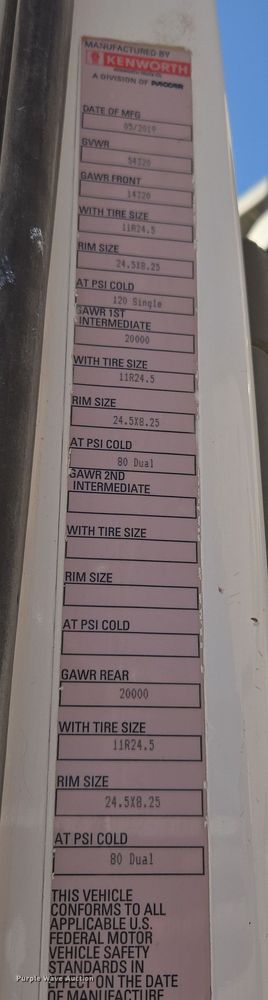 MANUFACTURED BY
KENWORTH
A DIVISION OF PACCAR
DATE OF MFG
05/2019
GVWR
54720
GAWR FRONT
14720
WITH TIRE SIZE
11R24.5
RIM SIZE
24.5X8.25
AT PSI COLD
120 Single
GAWR 1ST
INTERMEDIATE
20000
WITH TIRE SIZE
11R24.5
RIM SIZE
24.5X8.25
AT PSI COLD
80 Dual
GAWR 2ND
INTERMEDIATE
WITH TIRE SIZE
RIM SIZE
AT PSI COLD
GAWR REAR
20000
WITH TIRE SIZE
11R24.5
RIM SIZE
24.5X8.25
AT PSI COLD
80 Dual
THIS VEHICLE
CONFORMS TO ALL
APPLICABLE U.S.
FEDERAL MOTOR
VEHICLE SAFETY
STANDARDS IN
EFFECT ON THE DATE
OF MANUFACTURE
Purple Wave Auction